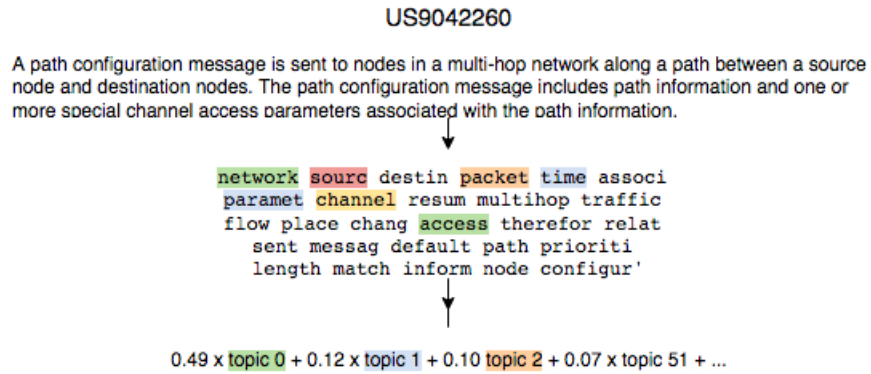 US9042260
A path configuration message is sent to nodes in a multi-hop network along a path between a source
node and destination nodes. The path configuration message includes path information and one or
more special channel access parameters associated with the path information.
network sourc destin packet time associ
paramet channel resum multihop traffic
flow place chang access therefor relat
sent messag default path prioriti
length match inform node configur'
0.49 x topic 0 + 0.12 x topic 1 + 0.10 topic 2 + 0.07 x topic 51 + ...